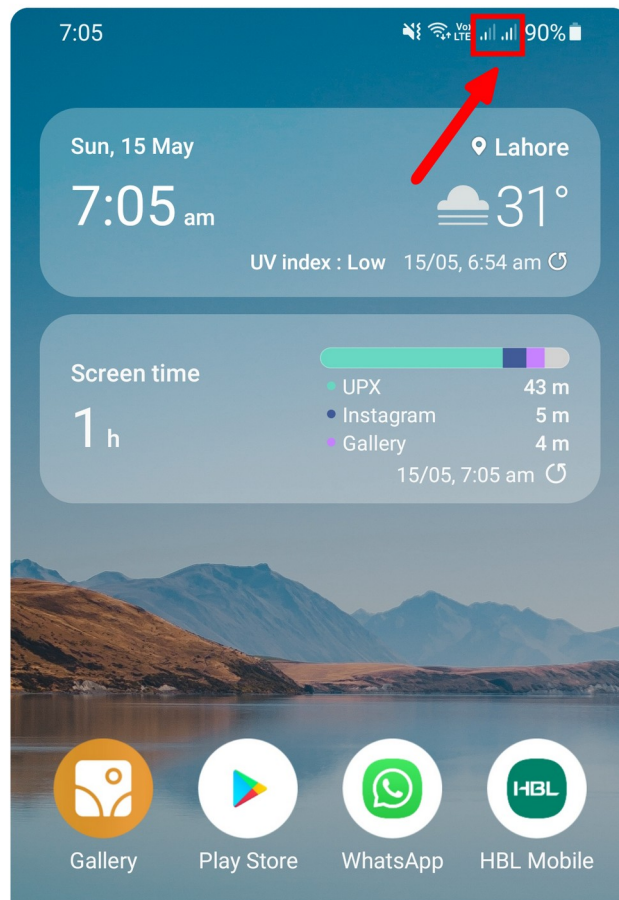 7:05
Vo)
LTE
90%
Sun, 15 May
Lahore
7:05 am
31°
UV index : Low 15/05, 6:54 am
Screen time
1 h
UPX 43 m
Instagram 5 m
Gallery 4 m
15/05, 7:05 am
HBL
Gallery
Play Store
WhatsApp
HBL Mobile